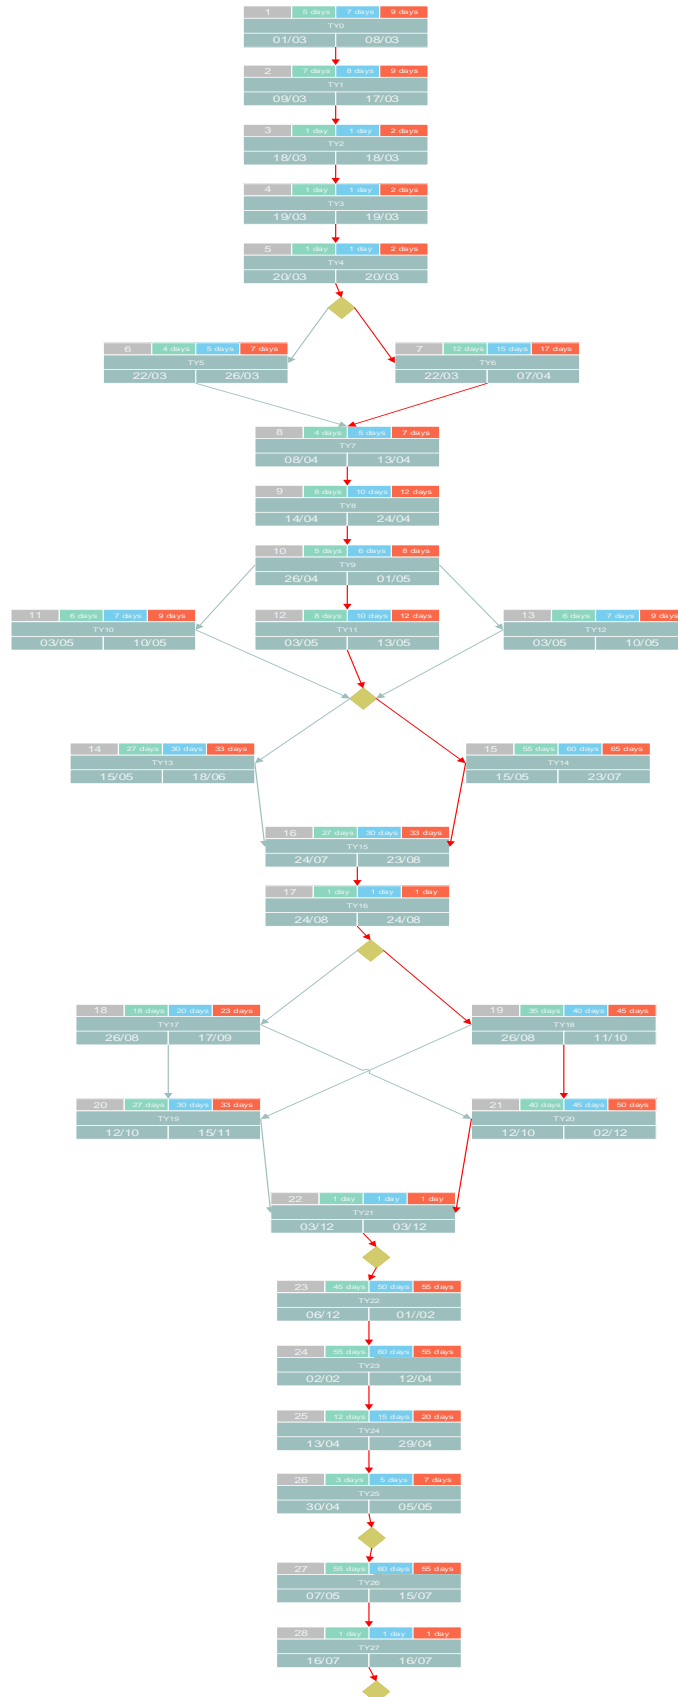 1 5 days 7 days 9 days
TY0
01/03 08/03
2 7 days 8 days 9 days
TY1
09/03 17/03
3 1 day 1 day 2 days
TY2
18/03 18/03
4 1 day 1 day 2 days
TY3
19/03 19/03
5 1 day 1 day 2 days
TY4
20/03 20/03
6 4 days 5 days 7 days
TY5
22/03 26/03
7 12 days 15 days 17 days
TY6
22/03 07/04
8 4 days 5 days 7 days
TY7
08/04 13/04
9 8 days 10 days 12 days
TY8
14/04 24/04
10 5 days 6 days 8 days
TY9
26/04 01/05
11 6 days 7 days 9 days
TY10
03/05 10/05
12 8 days 10 days 12 days
TY11
03/05 13/05
13 6 days 7 days 9 days
TY12
03/05 10/05
14 27 days 30 days 33 days
TY13
15/05 18/06
15 55 days 60 days 65 days
TY14
15/05 23/07
16 27 days 30 days 33 days
TY15
24/07 23/08
17 1 day 1 day 1 day
TY16
24/08 24/08
18 18 days 20 days 23 days
TY17
26/08 17/09
19 35 days 40 days 45 days
TY18
26/08 11/10
20 27 days 30 days 33 days
TY19
12/10 15/11
21 40 days 45 days 50 days
TY20
12/10 02/12
22 1 day 1 day 1 day
TY21
03/12 03/12
23 45 days 50 days 55 days
TY22
06/12 01//02
24 55 days 60 days 55 days
TY23
02/02 12/04
25 12 days 15 days 20 days
TY24
13/04 29/04
26 3 days 5 days 7 days
TY25
30/04 05/05
27 55 days 60 days 55 days
TY26
07/05 15/07
28 1 day 1 day 1 day
TY27
16/07 16/07